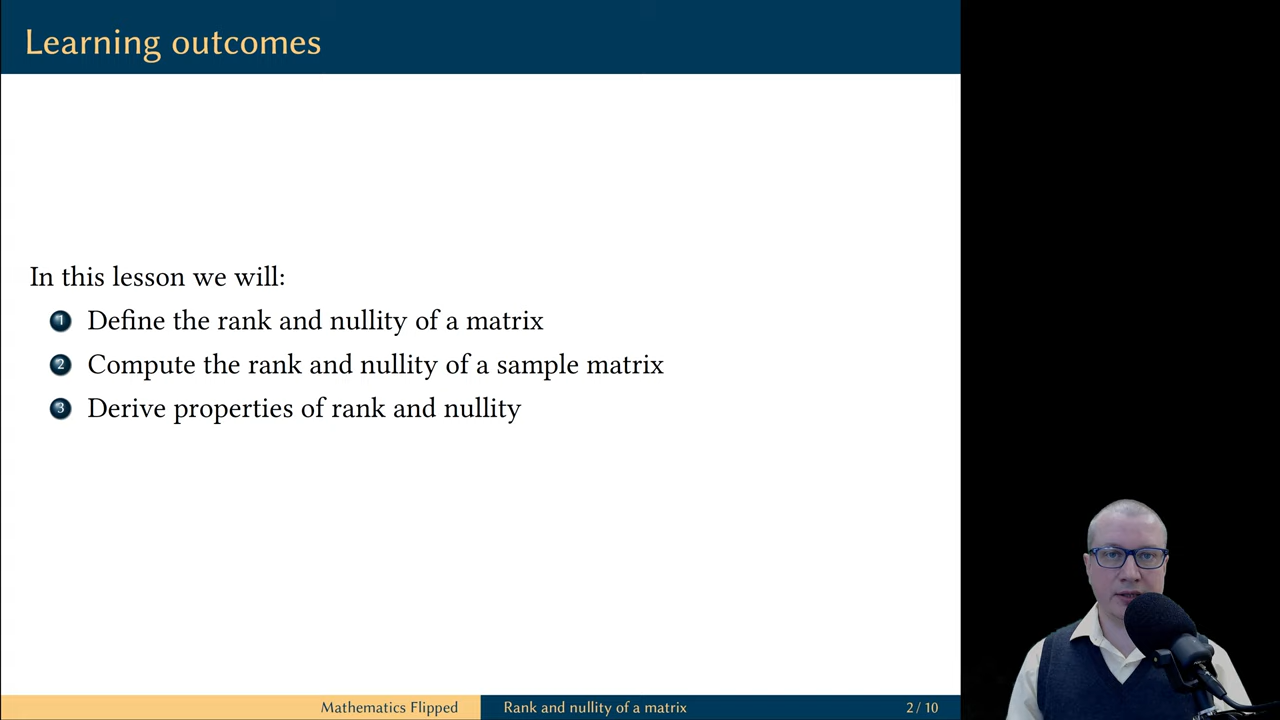 Learning outcomes
In this lesson we will:
1 Define the rank and nullity of a matrix
2 Compute the rank and nullity of a sample matrix
3 Derive properties of rank and nullity
Mathematics Flipped Rank and nullity of a matrix 2 / 10